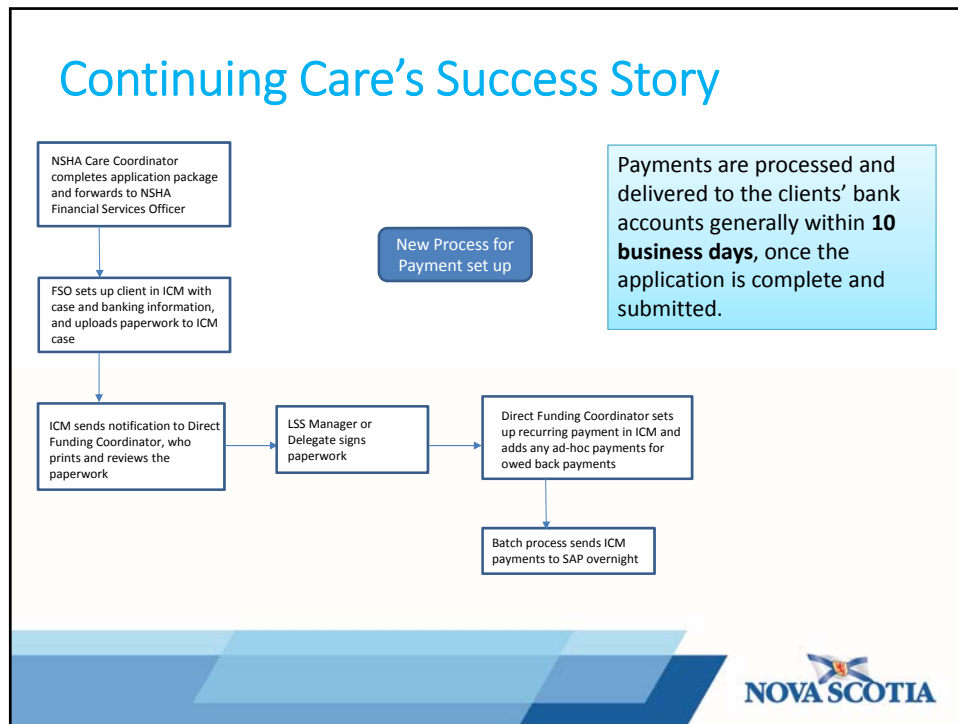 Continuing Care's Success Story
NSHA Care Coordinator
completes application package
and forwards to NSHA
Financial Services Officer
New Process for
Payment set up
Payments are processed and
delivered to the clients' bank
accounts generally within 10
business days, once the
application is complete and
submitted.
FSO sets up client in ICM with
case and banking information,
and uploads paperwork to ICM
case
ICM sends notification to Direct
Funding Coordinator, who
prints and reviews the
paperwork
LSS Manager or
Delegate signs
paperwork
Direct Funding Coordinator sets
up recurring payment in ICM and
adds any ad-hoc payments for
owed back payments
Batch process sends ICM
payments to SAP overnight
NOVA SCOTIA